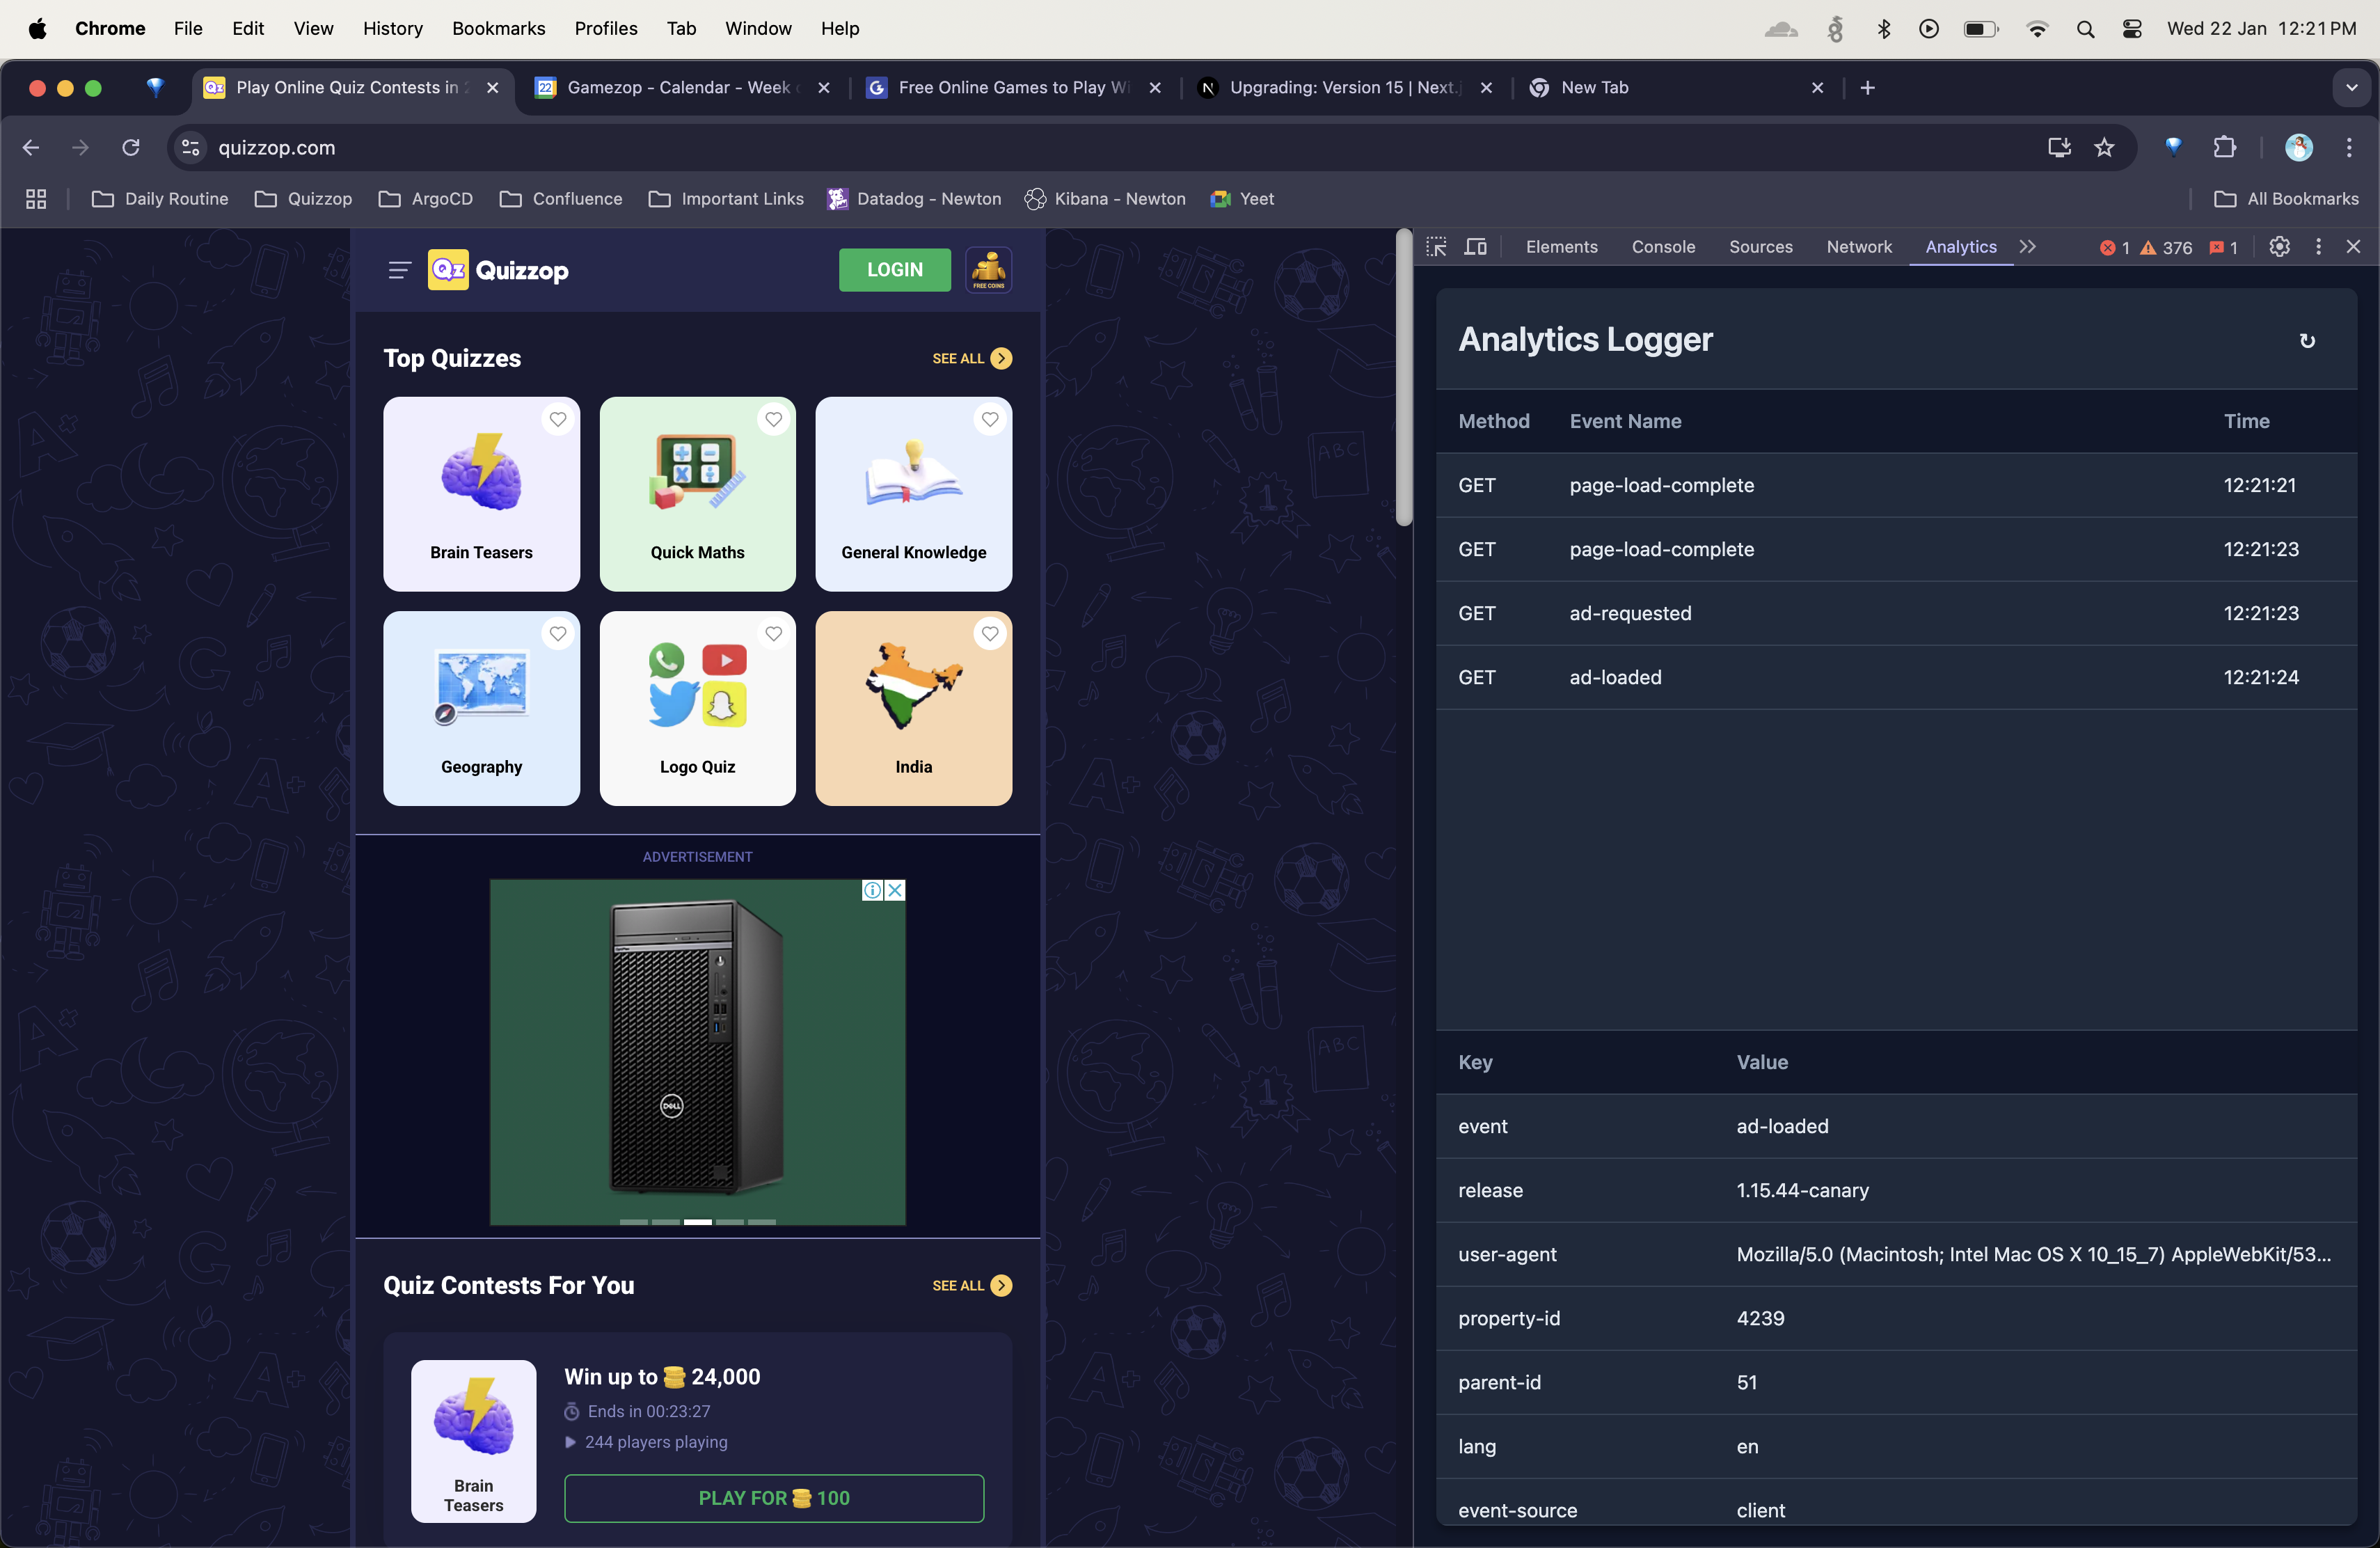 Chrome File Edit View History Bookmarks Profiles Tab Window Help Wed 22 Jan 12:21 PM
Play Online Quiz Contests in 22 Gamezop - Calendar - Week Free Online Games to Play Wi Upgrading: Version 15 | Next.j New Tab
quizzop.com
Daily Routine Quizzop ArgoCD Confluence Important Links Datadog - Newton Kibana - Newton Yeet All Bookmarks
Qz Quizzop LOGIN FREE COINS
Top Quizzes SEE ALL
Brain Teasers Quick Maths General Knowledge
Geography Logo Quiz India
ADVERTISEMENT
DELL
Quiz Contests For You SEE ALL
Brain
Teasers
Win up to 24,000
Ends in 00:23:27
244 players playing
PLAY FOR 100
Elements Console Sources Network Analytics 1 376 1
Analytics Logger
Method Event Name Time
GET page-load-complete 12:21:21
GET page-load-complete 12:21:23
GET ad-requested 12:21:23
GET ad-loaded 12:21:24
Key Value
event ad-loaded
release 1.15.44-canary
user-agent Mozilla/5.0 (Macintosh; Intel Mac OS X 10_15_7) AppleWebKit/53...
property-id 4239
parent-id 51
lang en
event-source client